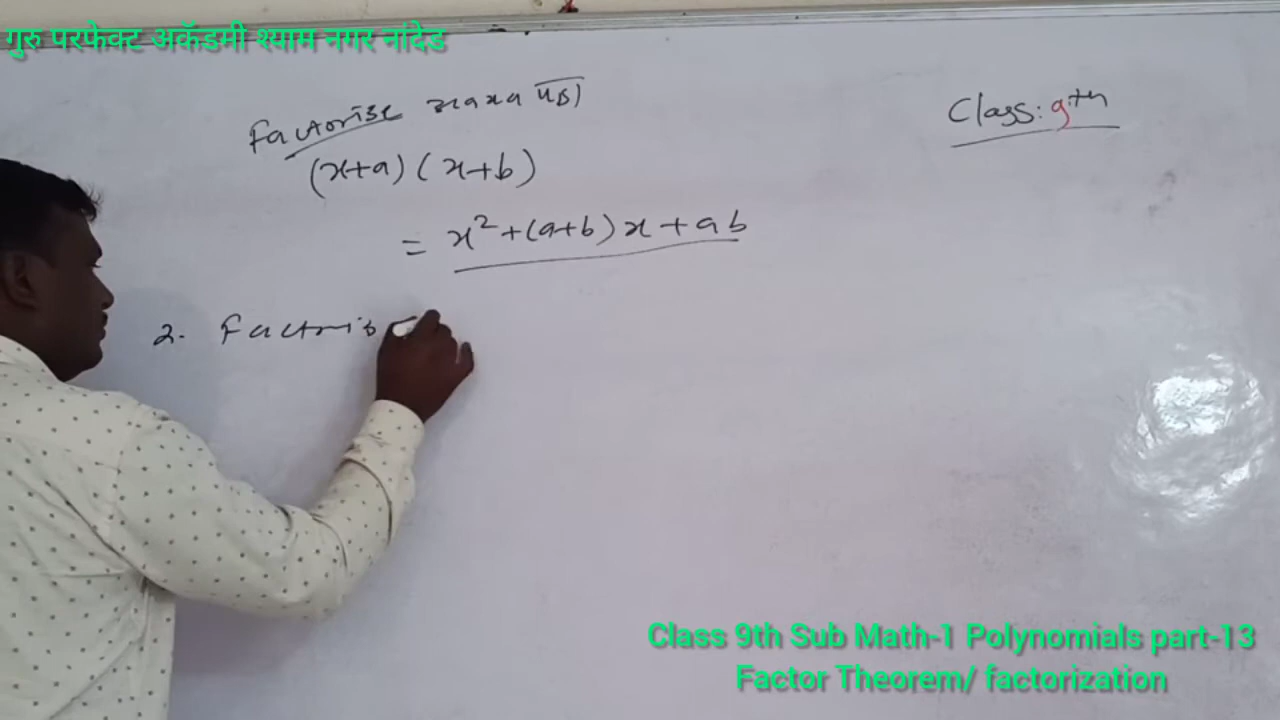 गुरु परफेक्ट अकॅडमी श्याम नगर नांदेड
Factorise
Class: 9th
(x+a) (x+b)
= x²+(a+b)x+ab
2. Factoris
Class 9th Sub Math-1 Polynomials part-13
Factor Theorem/ factorization